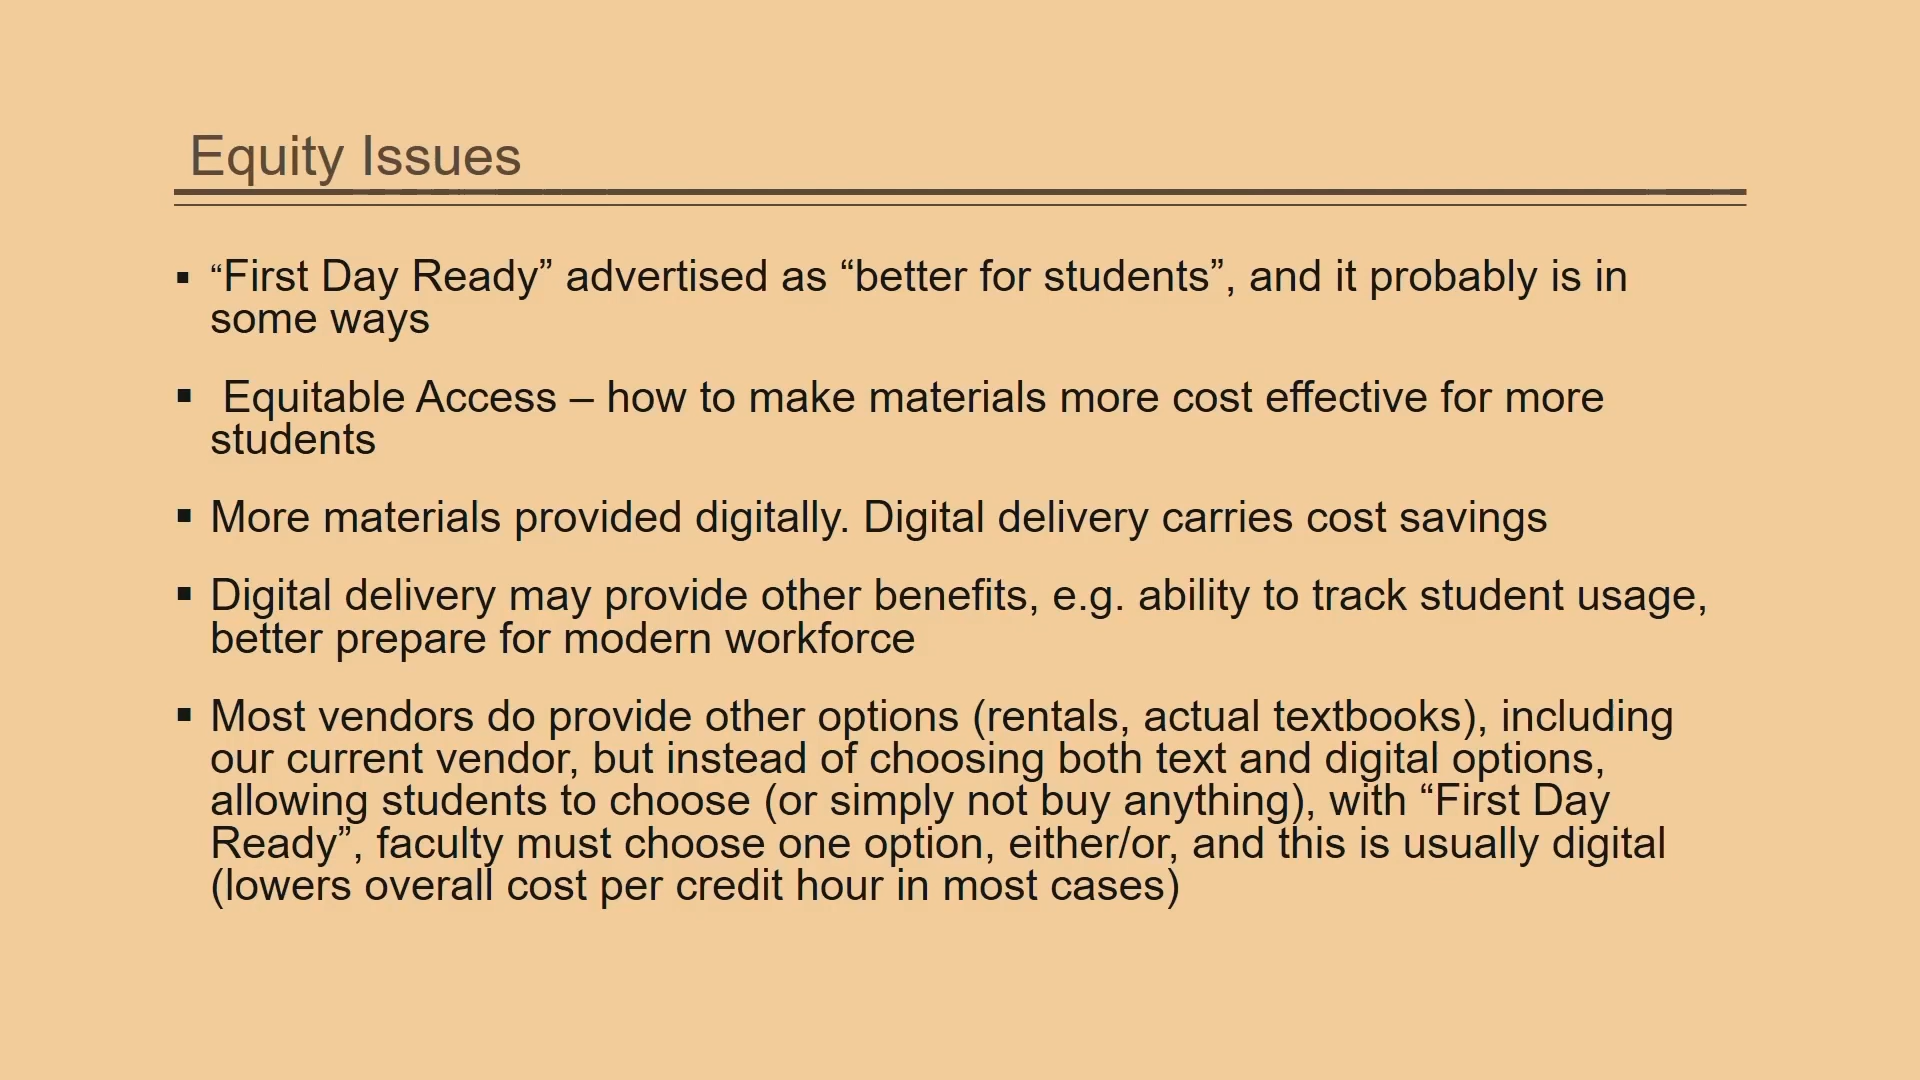 Equity Issues
▪ “First Day Ready” advertised as “better for students”, and it probably is in
some ways
▪ Equitable Access – how to make materials more cost effective for more
students
▪ More materials provided digitally. Digital delivery carries cost savings
▪ Digital delivery may provide other benefits, e.g. ability to track student usage,
better prepare for modern workforce
▪ Most vendors do provide other options (rentals, actual textbooks), including
our current vendor, but instead of choosing both text and digital options,
allowing students to choose (or simply not buy anything), with “First Day
Ready”, faculty must choose one option, either/or, and this is usually digital
(lowers overall cost per credit hour in most cases)